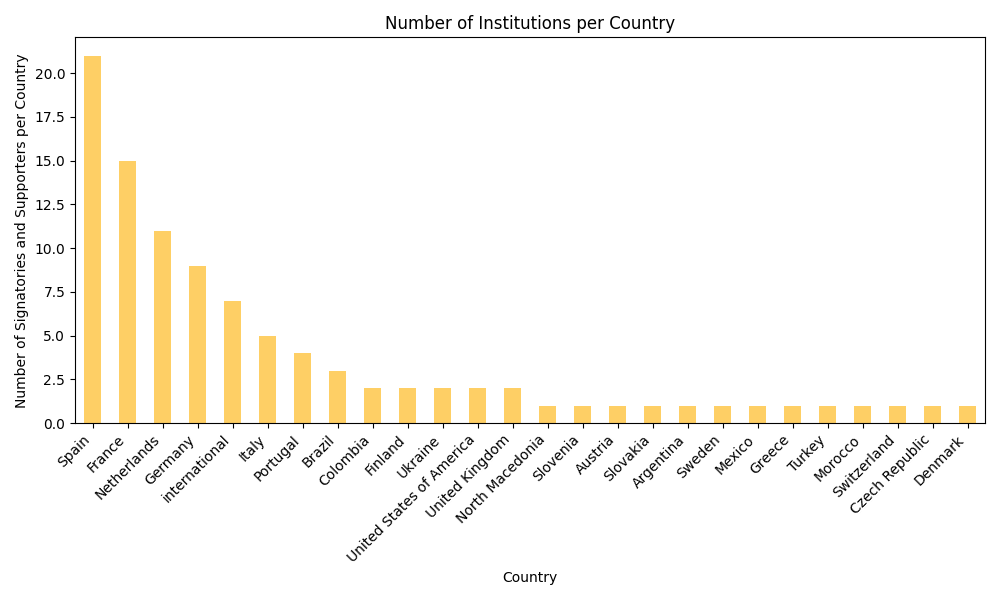 Number of Institutions per Country
Number of Signatories and Supporters per Country
20.0
17.5
15.0
12.5
10.0
7.5
5.0
2.5
0.0
Spain
France
Netherlands
Germany
international
Italy
Portugal
Brazil
Colombia
Finland
Ukraine
United States of America
United Kingdom
North Macedonia
Slovenia
Austria
Slovakia
Argentina
Sweden
Mexico
Greece
Turkey
Morocco
Switzerland
Czech Republic
Denmark
Country